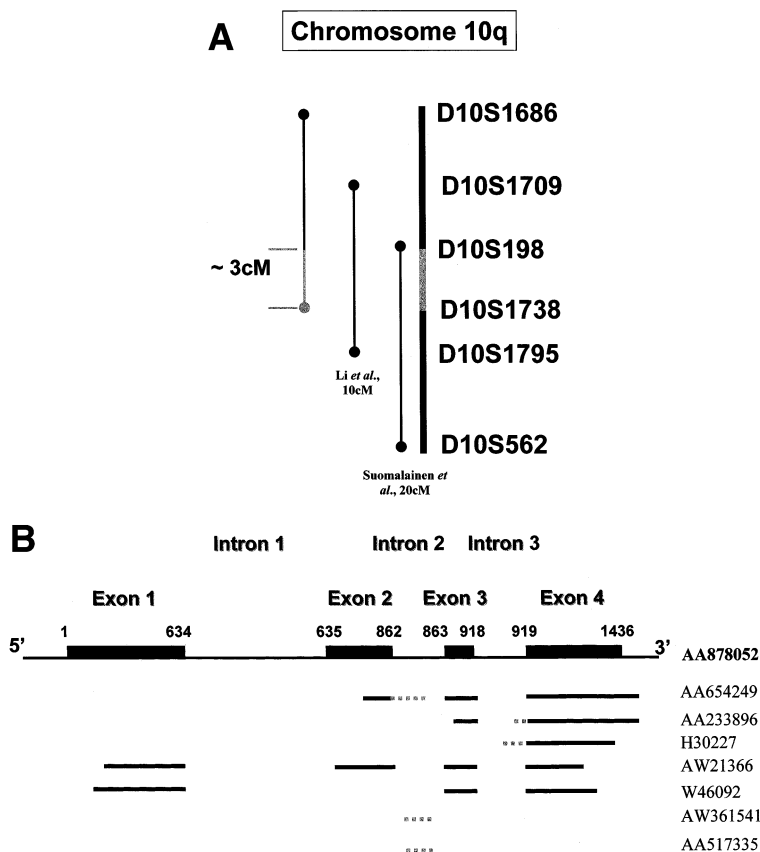 A
Chromosome 10q
D10S1686
D10S1709
D10S198
~ 3cM
D10S1738
D10S1795
Li et al.,
10cM
D10S562
Suomalainen et
al., 20cM
B
Intron 1 Intron 2 Intron 3
Exon 1 Exon 2 Exon 3 Exon 4
1 634 635 862 863 918 919 1436
5’ 3’
AA878052
AA654249
AA233896
H30227
AW21366
W46092
AW361541
AA517335